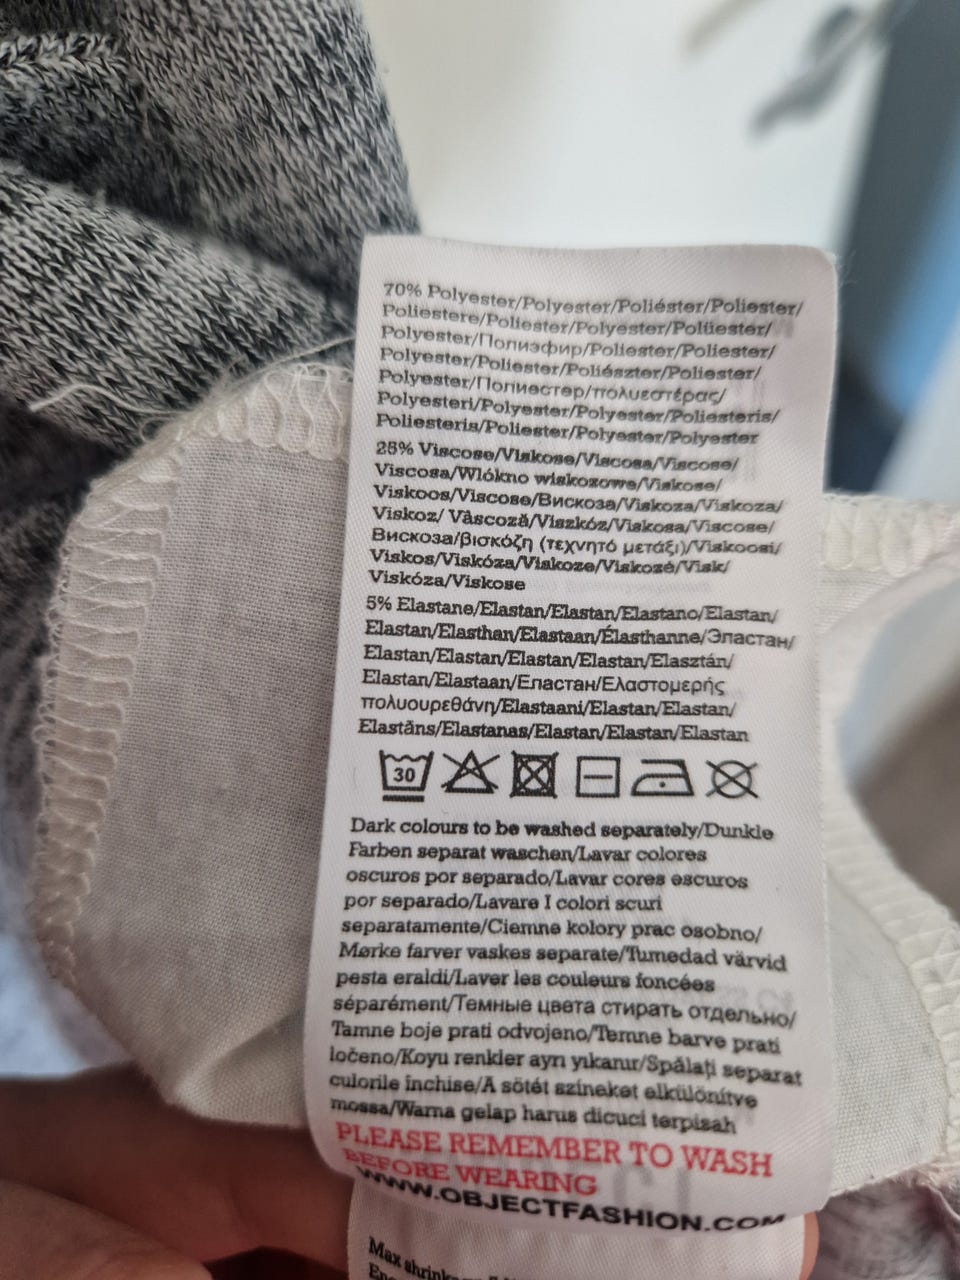 70% Polyester/Polyester/Poliéster/Poliester/
Poliestere/Poliester/Polyester/Poliiester/
Polyester/Полиэфир/Poliester/Poliester/
Polyester/Poliester/Poliészter/Poliester/
Polyester/Полиестер/πολυεστέρας/
Polyesteri/Polyester/Polyester/Poliesteris/
Poliesteris/Poliester/Polyester/Polyester
25% Viscose/Viskose/Viscosa/Viscose/
Viscosa/Wlókno wiskozowe/Viskose/
Viskoos/Viscose/Вискоза/Viskoza/Viskoza/
Viskoz/ Vâscoză/Viszkóz/Viskosa/Viscose/
Вискоза/βισκόζη (τεχνητό μετάξι)/Viskoosi/
Viskos/Viskóza/Viskoze/Viskozė/Visk/
Viskóza/Viskose
5% Elastane/Elastan/Elastan/Elastano/Elastan/
Elastan/Elasthan/Elastaan/Élasthanne/Эластан/
Elastan/Elastan/Elastan/Elastan/Elasztán/
Elastan/Elastaan/Еластан/Ελαστομερής
πολυουρεθάνη/Elastaani/Elastan/Elastan/
Elastāns/Elastanas/Elastan/Elastan/Elastan
30
Dark colours to be washed separately/Dunkle
Farben separat waschen/Lavar colores
oscuros por separado/Lavar cores escuros
por separado/Lavare I colori scuri
separatamente/Ciemne kolory prac osobno/
Mørke farver vaskes separate/Tumedad värvid
pesta eraldi/Laver les couleurs foncées
séparément/Темные цвета стирать отдельно/
Tamne boje prati odvojeno/Temne barve prati
ločeno/Koyu renkler ayrı yıkanır/Spălați separat
culorile închise/A sötét színeket elkülönítve
mossa/Warna gelap harus dicuci terpisah
PLEASE REMEMBER TO WASH
BEFORE WEARING
WWW.OBJECTFASHION.COM
Max